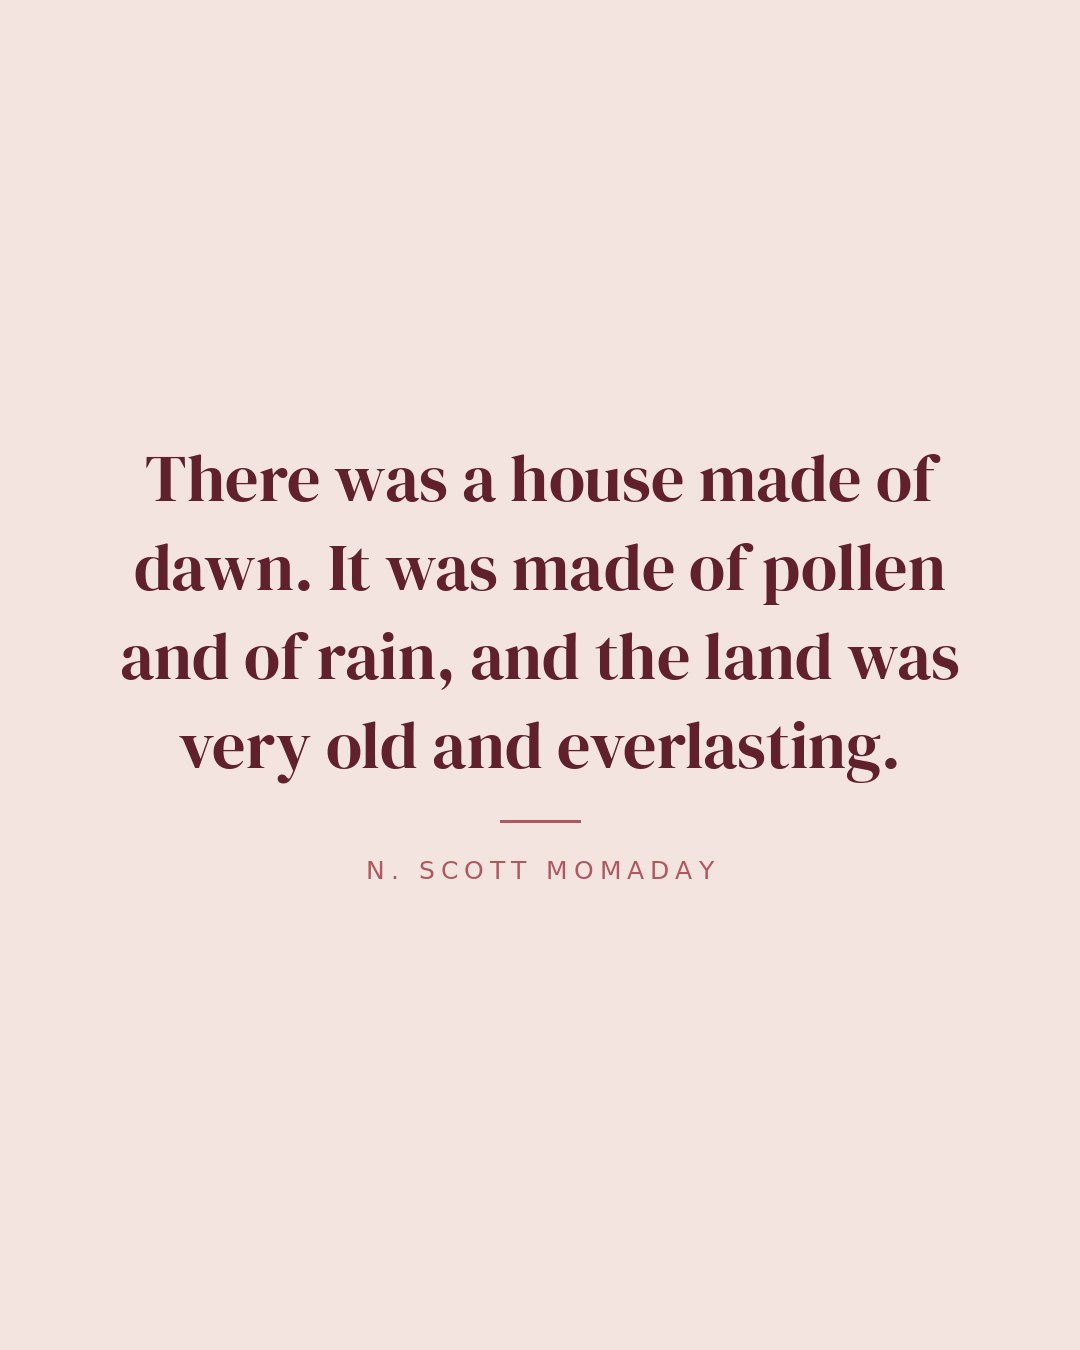 There was a house made of
dawn. It was made of pollen
and of rain, and the land was
very old and everlasting.
N. SCOTT MOMADAY